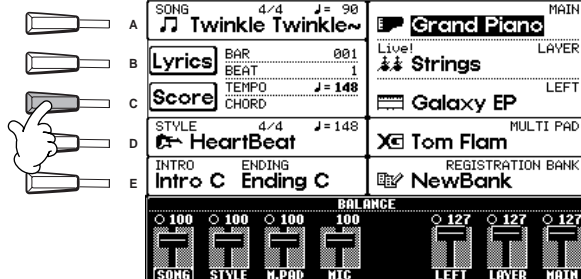 A
B
C
D
E
SONG 4/4 ♩= 90
Twinkle Twinkle~
Lyrics
BAR 001
BEAT 1
Score
TEMPO ♩= 148
CHORD
STYLE 4/4 ♩=148
HeartBeat
INTRO ENDING
Intro C Ending C
MAIN
Grand Piano
Live! LAYER
Strings
LEFT
Galaxy EP
MULTI PAD
Tom Flam
REGISTRATION BANK
NewBank
BALANCE
100 100 100 100 127 127 127
SONG STYLE M.PAD MIC LEFT LAYER MAIN